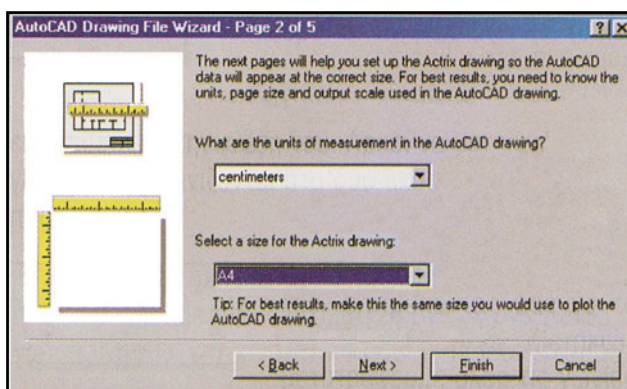 AutoCAD Drawing File Wizard - Page 2 of 5
The next pages will help you set up the Actrix drawing so the AutoCAD
data will appear at the correct size. For best results, you need to know the
units, page size and output scale used in the AutoCAD drawing.
What are the units of measurement in the AutoCAD drawing?
centimeters
Select a size for the Actrix drawing:
A4
Tip: For best results, make this the same size you would use to plot the
AutoCAD drawing.
< Back Next > Finish Cancel